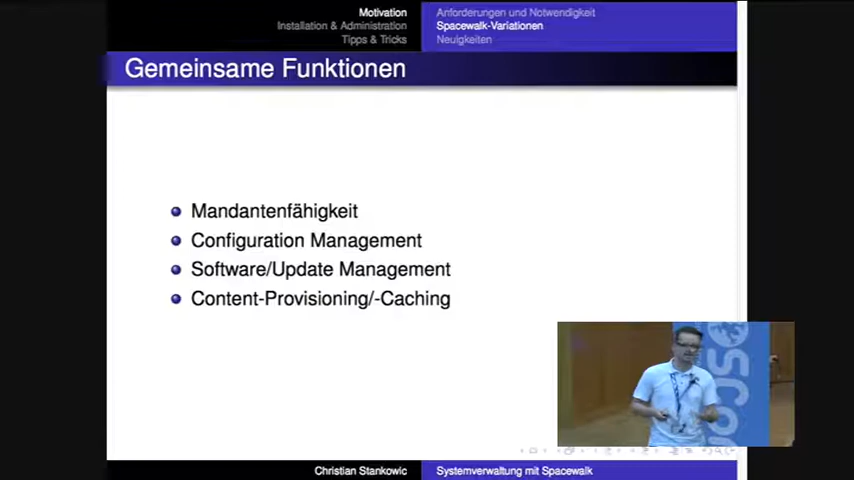 Motivation
Installation & Administration
Tipps & Tricks
Anforderungen und Notwendigkeit
Spacewalk-Variationen
Neuigkeiten
Gemeinsame Funktionen
Mandantenfähigkeit
Configuration Management
Software/Update Management
Content-Provisioning/-Caching
Christian Stankowic
Systemverwaltung mit Spacewalk